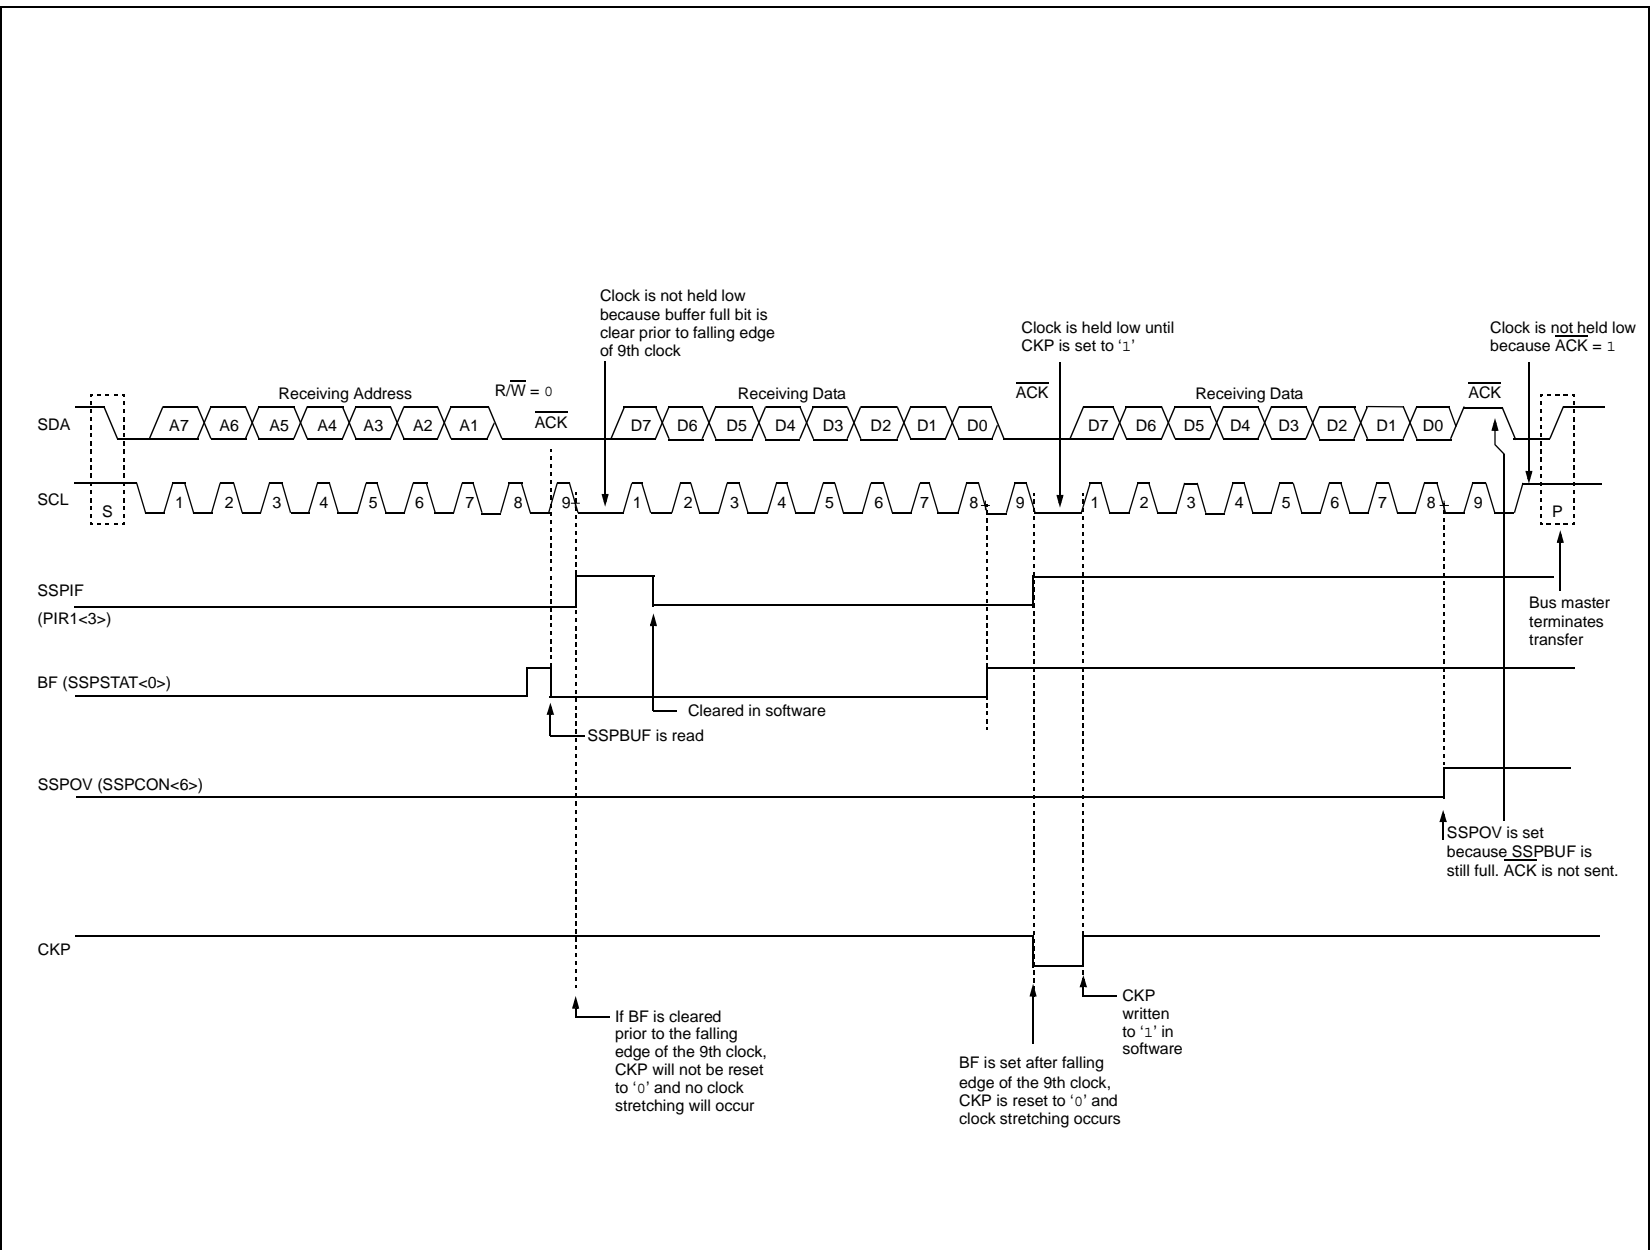 Clock is not held low
because buffer full bit is
clear prior to falling edge
of 9th clock
Clock is held low until
CKP is set to ‘1’
Clock is not held low
because ACK = 1
Receiving Address
R/W = 0
ACK
Receiving Data
ACK
Receiving Data
ACK
SDA
A7 A6 A5 A4 A3 A2 A1
D7 D6 D5 D4 D3 D2 D1 D0
D7 D6 D5 D4 D3 D2 D1 D0
SCL
S
1 2 3 4 5 6 7 8 9
1 2 3 4 5 6 7 8 9
1 2 3 4 5 6 7 8 9
P
SSPIF
(PIR1<3>)
Bus master
terminates
transfer
BF (SSPSTAT<0>)
Cleared in software
SSPBUF is read
SSPOV (SSPCON<6>)
SSPOV is set
because SSPBUF is
still full. ACK is not sent.
CKP
If BF is cleared
prior to the falling
edge of the 9th clock,
CKP will not be reset
to ‘0’ and no clock
stretching will occur
CKP
written
to ‘1’ in
software
BF is set after falling
edge of the 9th clock,
CKP is reset to ‘0’ and
clock stretching occurs